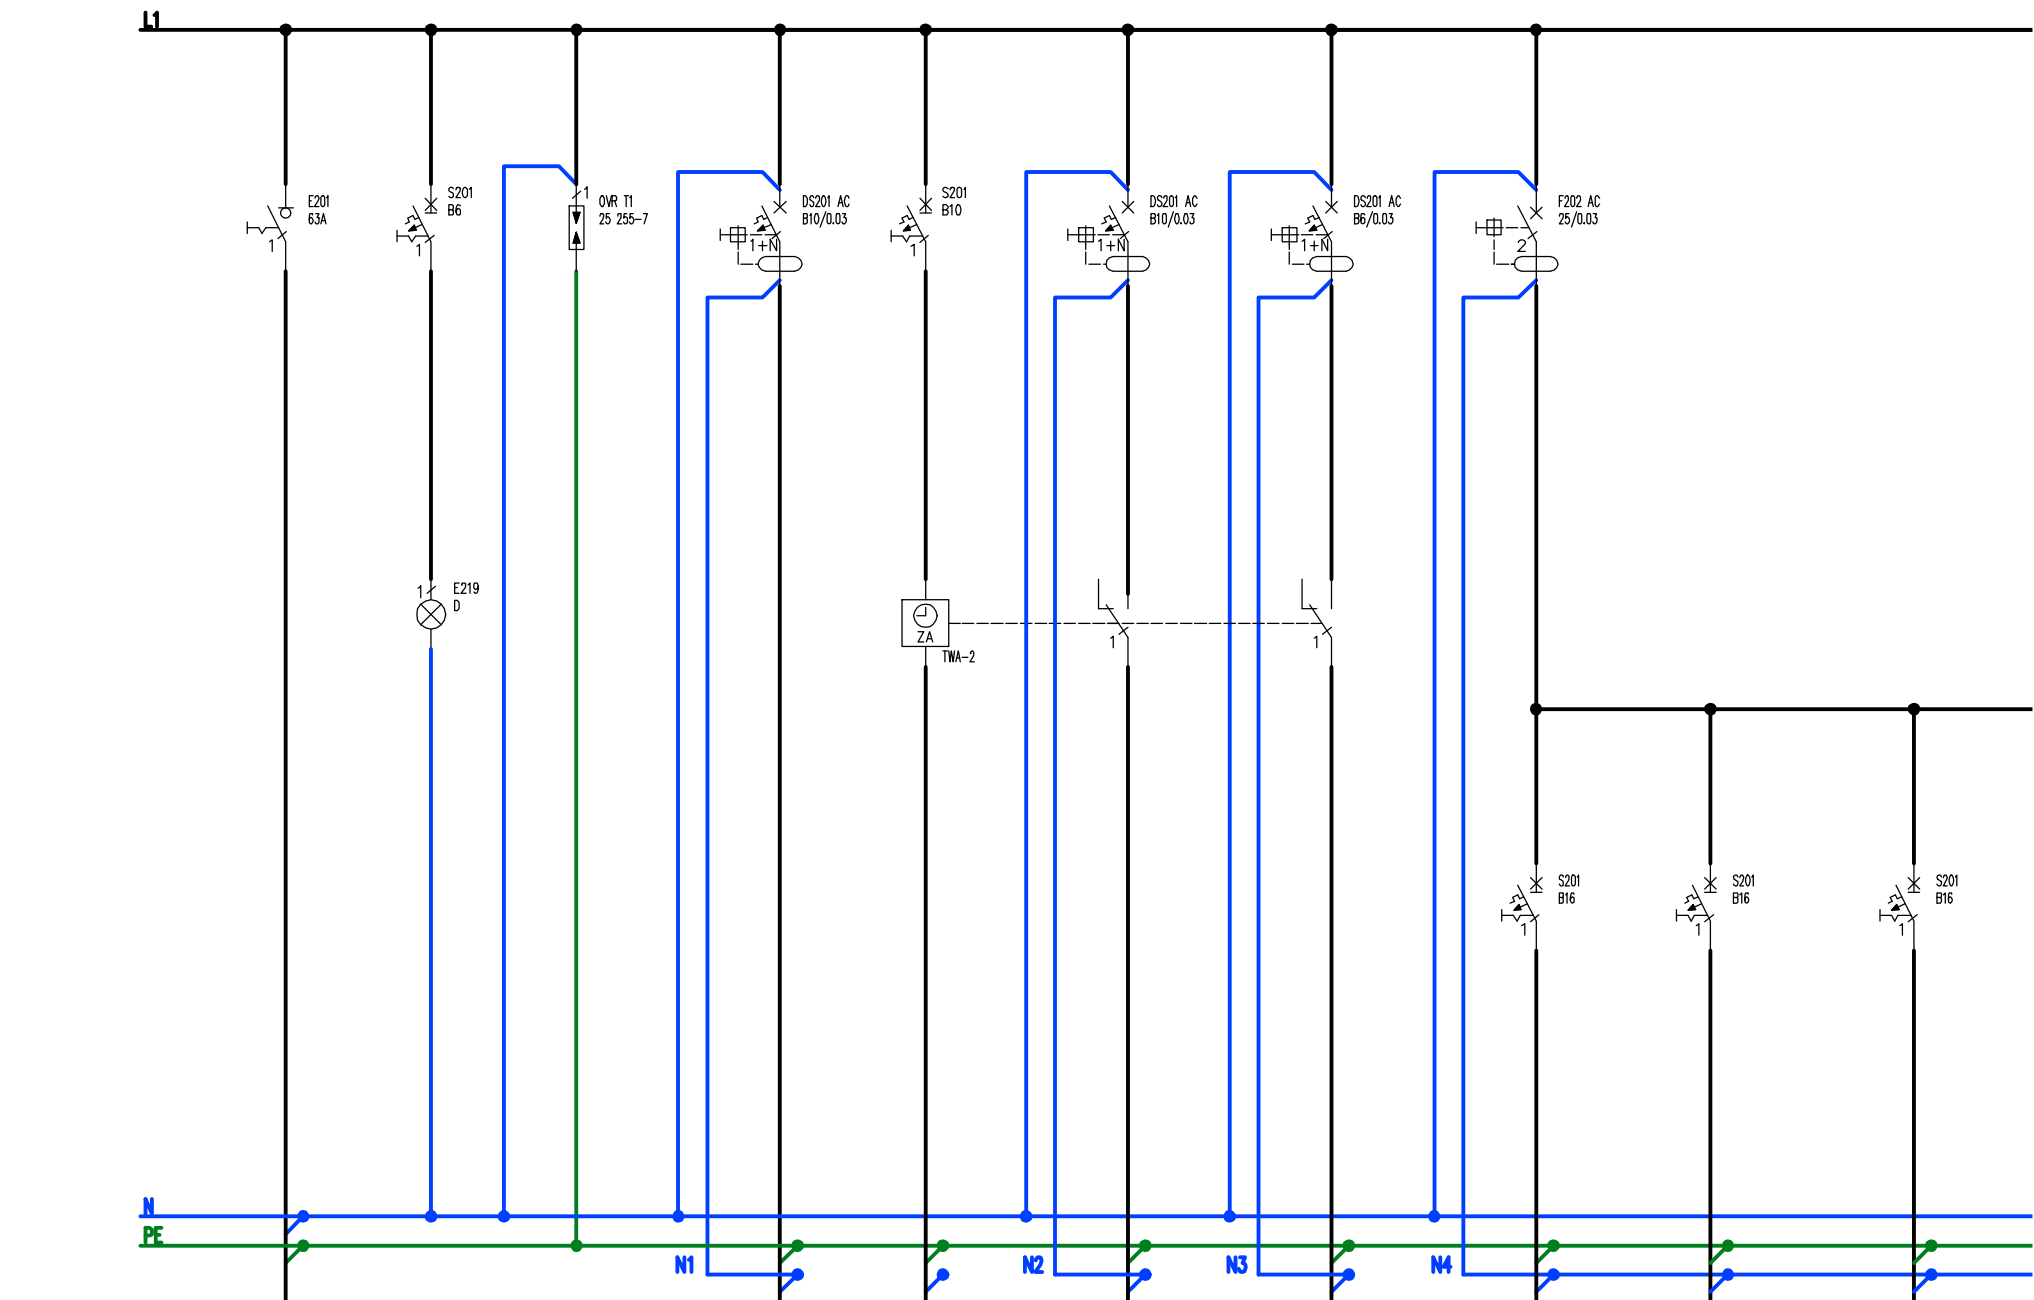 L1
E201
63A
1
S201
B6
1
1
OVR T1
25 255-7
DS201 AC
B10/0.03
1+N
S201
B10
1
DS201 AC
B10/0.03
1+N
DS201 AC
B6/0.03
1+N
F202 AC
25/0.03
2
1
E219
D
ZA
TWA-2
1
1
S201
B16
1
S201
B16
1
S201
B16
1
N
PE
N1
N2
N3
N4